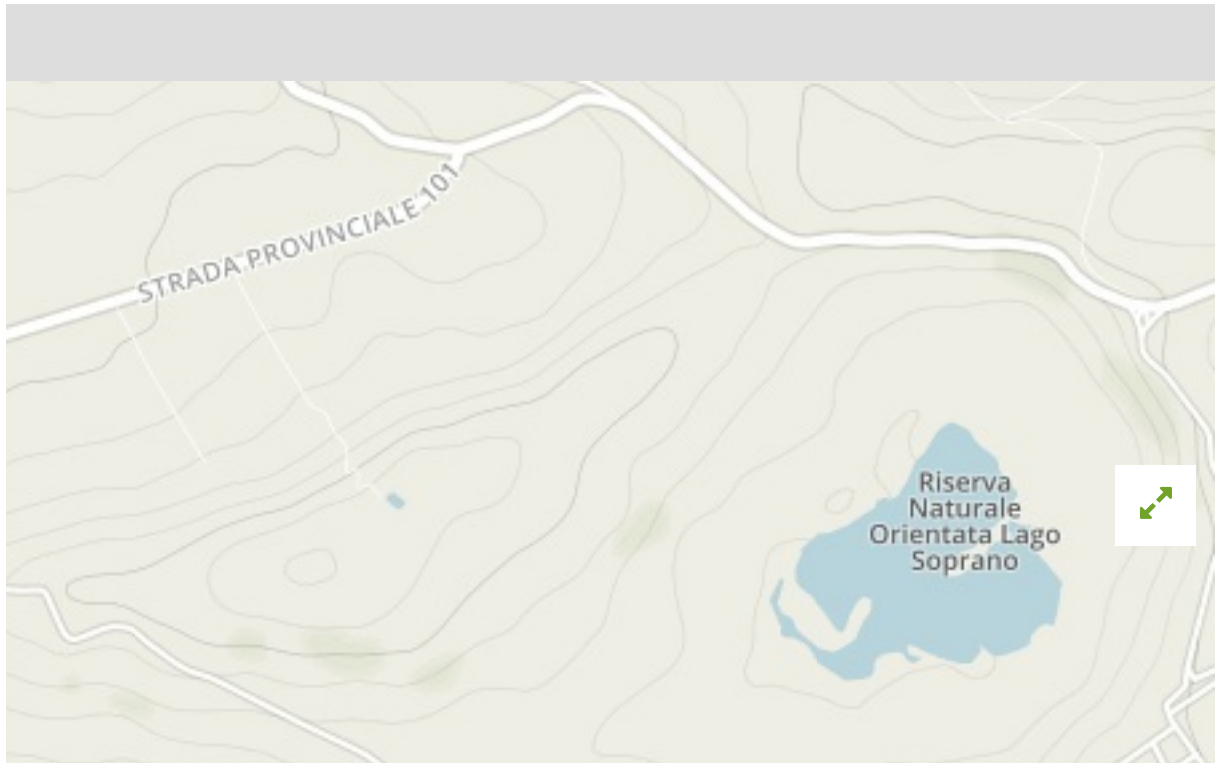 STRADA PROVINCIALE 101
Riserva
Naturale
Orientata Lago
Soprano